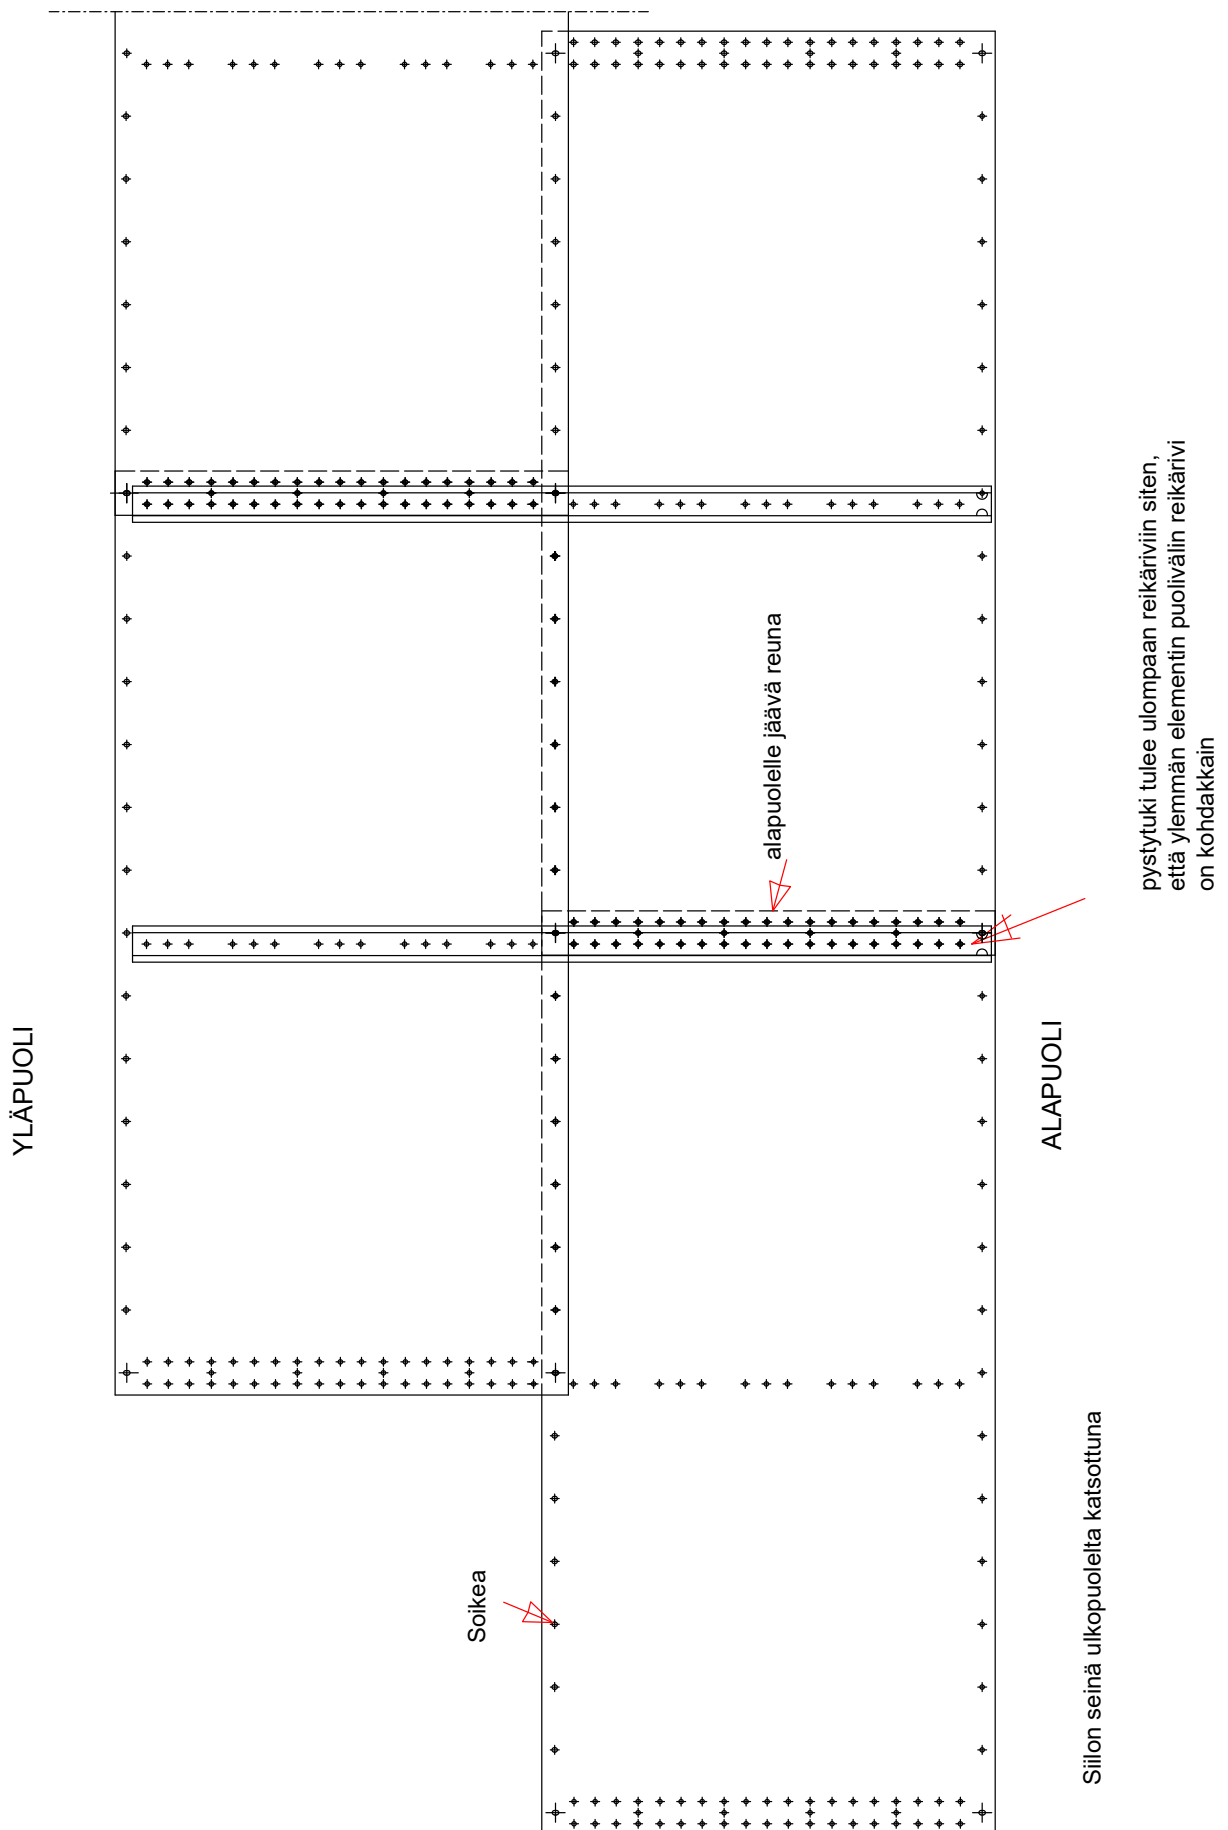 YLÄPUOLI
Soikea
alapuolelle jäävä reuna
ALAPUOLI
Siilon seinä ulkopuolelta katsottuna
pystytuki tulee ulompaan reikäriviin siten,
että ylemmän elementin puolivälin reikärivi
on kohdakkain